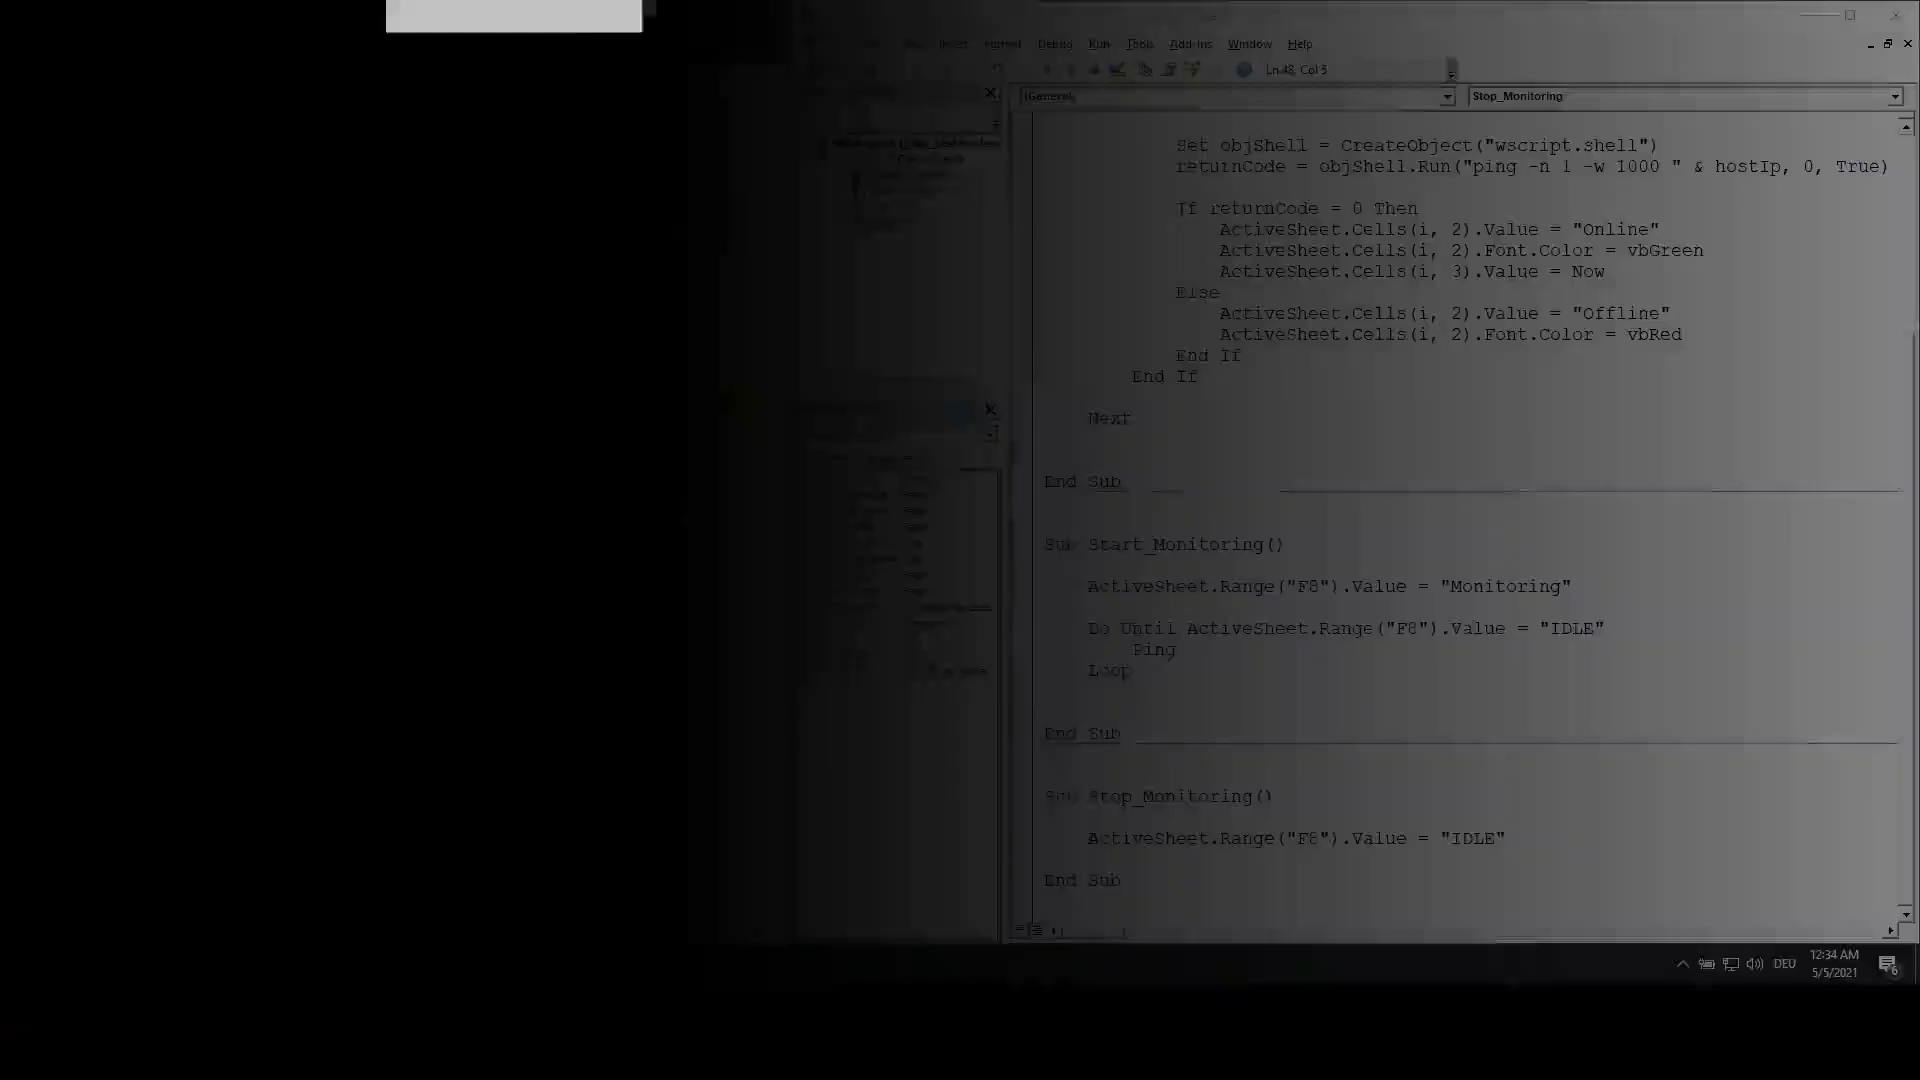 Insert Format Debug Run Tools Add-Ins Window Help
Ln 48, Col 5
(General)
Stop_Monitoring
Set objShell = CreateObject("wscript.shell")
returnCode = objShell.Run("ping -n 1 -w 1000 " & hostIp, 0, True)
If returnCode = 0 Then
ActiveSheet.Cells(i, 2).Value = "Online"
ActiveSheet.Cells(i, 2).Font.Color = vbGreen
ActiveSheet.Cells(i, 3).Value = Now
Else
ActiveSheet.Cells(i, 2).Value = "Offline"
ActiveSheet.Cells(i, 2).Font.Color = vbRed
End If
End If
Next
End Sub
Sub Start_Monitoring()
ActiveSheet.Range("F8").Value = "Monitoring"
Do Until ActiveSheet.Range("F8").Value = "IDLE"
Ping
Loop
End Sub
Sub Stop_Monitoring()
ActiveSheet.Range("F8").Value = "IDLE"
End Sub
DEU
12:34 AM
5/5/2021
6